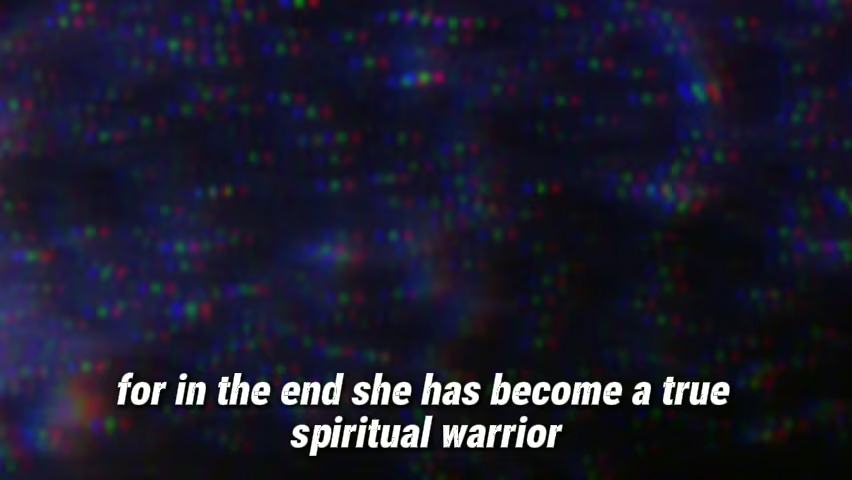 for in the end she has become a true
spiritual warrior